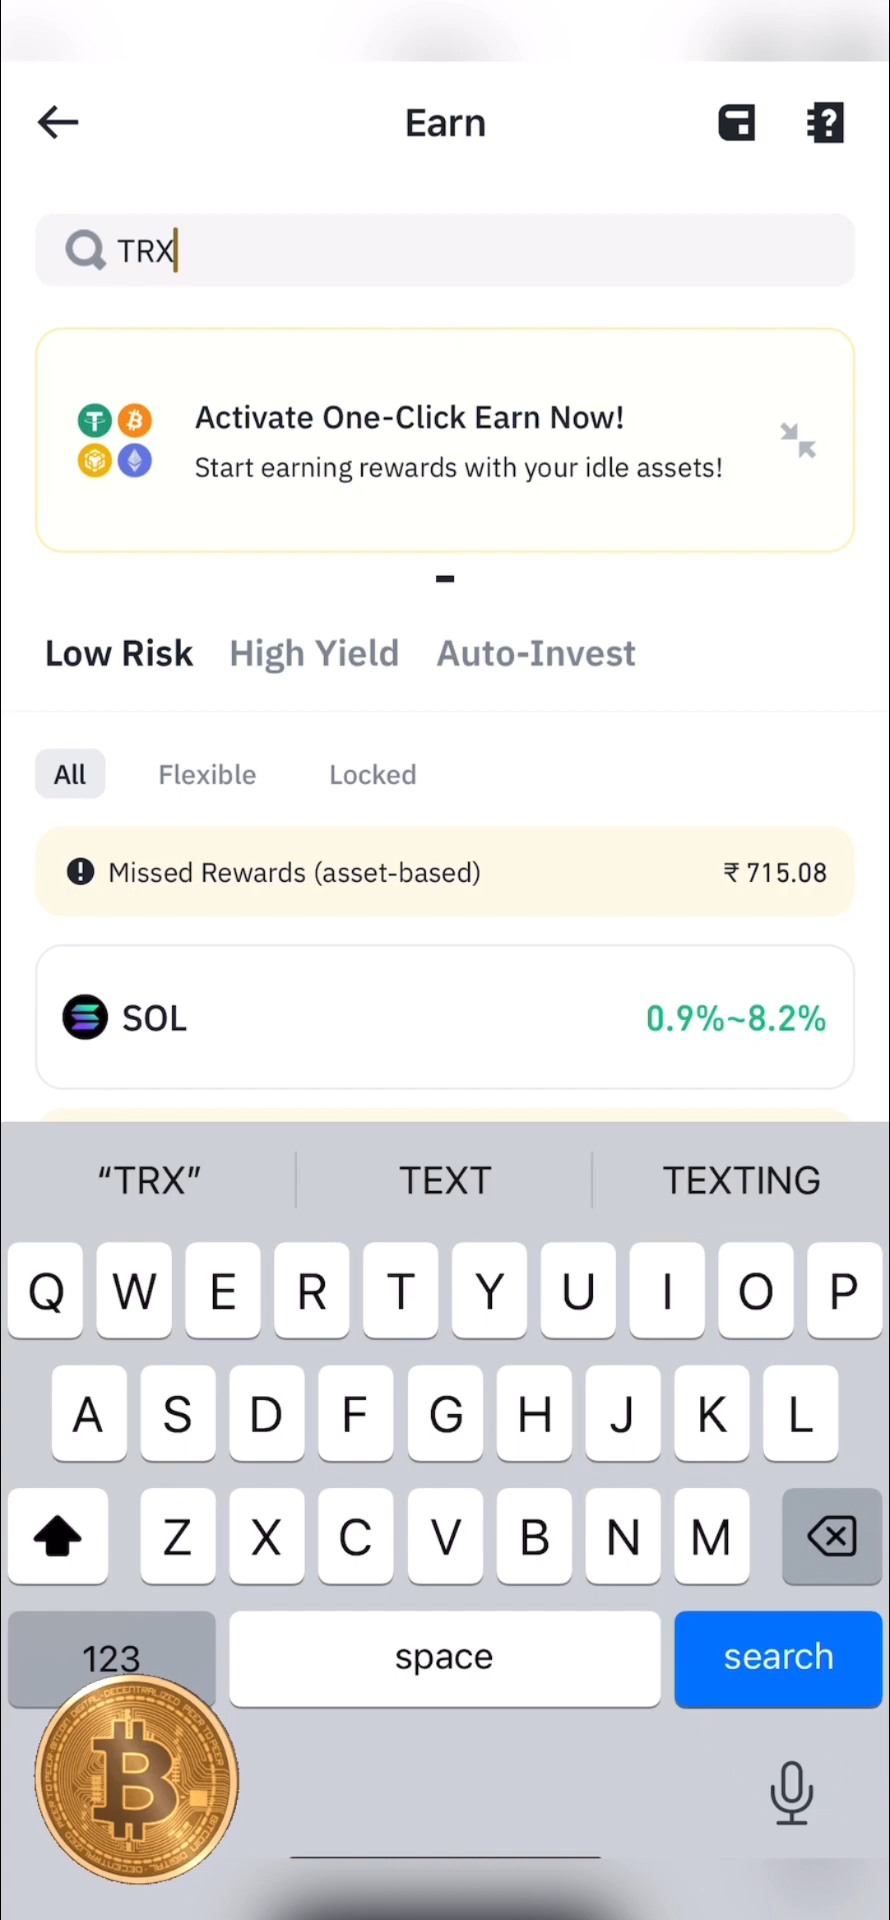 Earn
TRX
Activate One-Click Earn Now!
Start earning rewards with your idle assets!
Low Risk High Yield Auto-Invest
All Flexible Locked
Missed Rewards (asset-based) ₹ 715.08
SOL 0.9%~8.2%
“TRX” TEXT TEXTING
Q W E R T Y U I O P
A S D F G H J K L
Z X C V B N M
123 space search